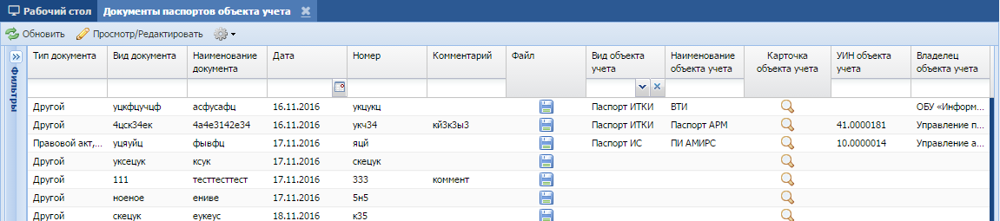 Рабочий стол Документы паспортов объекта учета
Обновить Просмотр/Редактировать
Фильтры
Тип документа Вид документа Наименование документа Дата Номер Комментарий Файл Вид объекта учета Наименование объекта учета Карточка объекта учета УИН объекта учета Владелец объекта учета
Другой уцкфцучцф асфусафц 16.11.2016 укцукц Паспорт ИТКИ ВТИ ОБУ «Информ...
Другой 4цск34ек 4а4е3142е34 16.11.2016 укч34 кй3к3ы3 Паспорт ИТКИ Паспорт АРМ 41.0000181 Управление п...
Правовой акт,... уцяуйц фывфц 17.11.2016 яцй Паспорт ИС ПИ АМИРС 10.0000014 Управление а...
Другой уксецук ксук 17.11.2016 скецук
Другой 111 тесттесттест 17.11.2016 333 коммент
Другой ноеное ениве 17.11.2016 5н5
Другой скецук еукеус 18.11.2016 к35